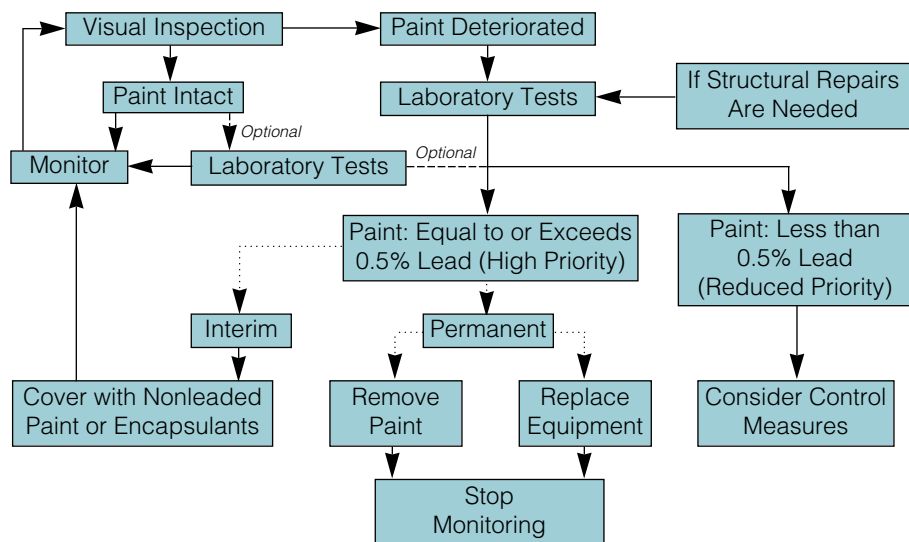 Visual Inspection
Paint Deteriorated
Paint Intact
Laboratory Tests
If Structural Repairs
Are Needed
Optional
Monitor
Laboratory Tests
Optional
Paint: Equal to or Exceeds
0.5% Lead (High Priority)
Paint: Less than
0.5% Lead
(Reduced Priority)
Interim
Permanent
Cover with Nonleaded
Paint or Encapsulants
Remove
Paint
Replace
Equipment
Consider Control
Measures
Stop
Monitoring